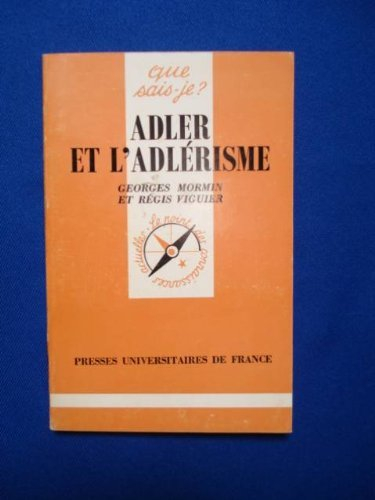 que
sais-je?
ADLER
ET L'ADLÉRISME
GEORGES MORMIN
ET RÉGIS VIGUIER
le point des connaissances actuelles
PRESSES UNIVERSITAIRES DE FRANCE